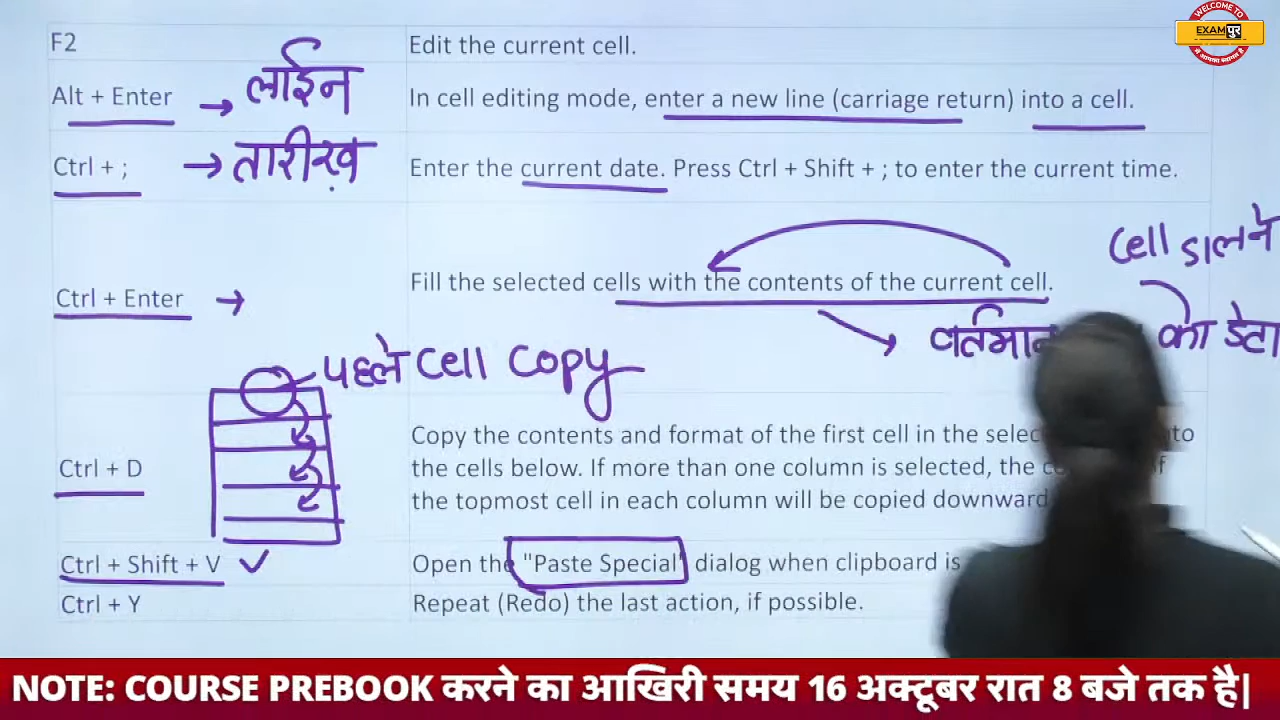 WELCOME TO
EXAMपुर
में आपका स्वागत है
F2 Edit the current cell.
Alt + Enter → लाईन In cell editing mode, enter a new line (carriage return) into a cell.
Ctrl + ; → तारीख़ Enter the current date. Press Ctrl + Shift + ; to enter the current time.
Cell डालने
Ctrl + Enter → Fill the selected cells with the contents of the current cell.
वर्तमान को डेटा
पहले Cell Copy
Copy the contents and format of the first cell in the
Ctrl + D the cells below. If more than one column is selected, the
the topmost cell in each column will be copied
Ctrl + Shift + V ✓ Open the "Paste Special" dialog when clipboard is
Ctrl + Y Repeat (Redo) the last action, if possible.
NOTE: COURSE PREBOOK करने का आखिरी समय 16 अक्टूबर रात 8 बजे तक है|